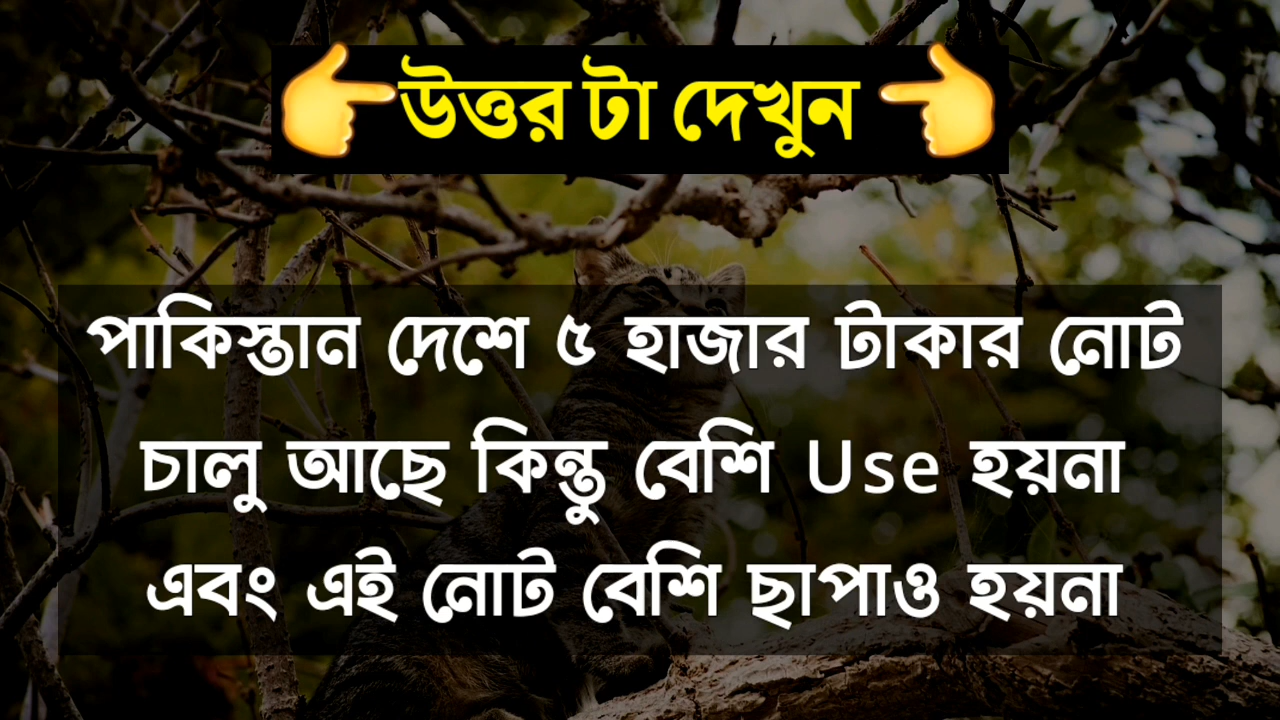 👉উত্তর টা দেখুন 👈
পাকিস্তান দেশে ৫ হাজার টাকার নোট
চালু আছে কিন্তু বেশি Use হয়না
এবং এই নোট বেশি ছাপাও হয়না